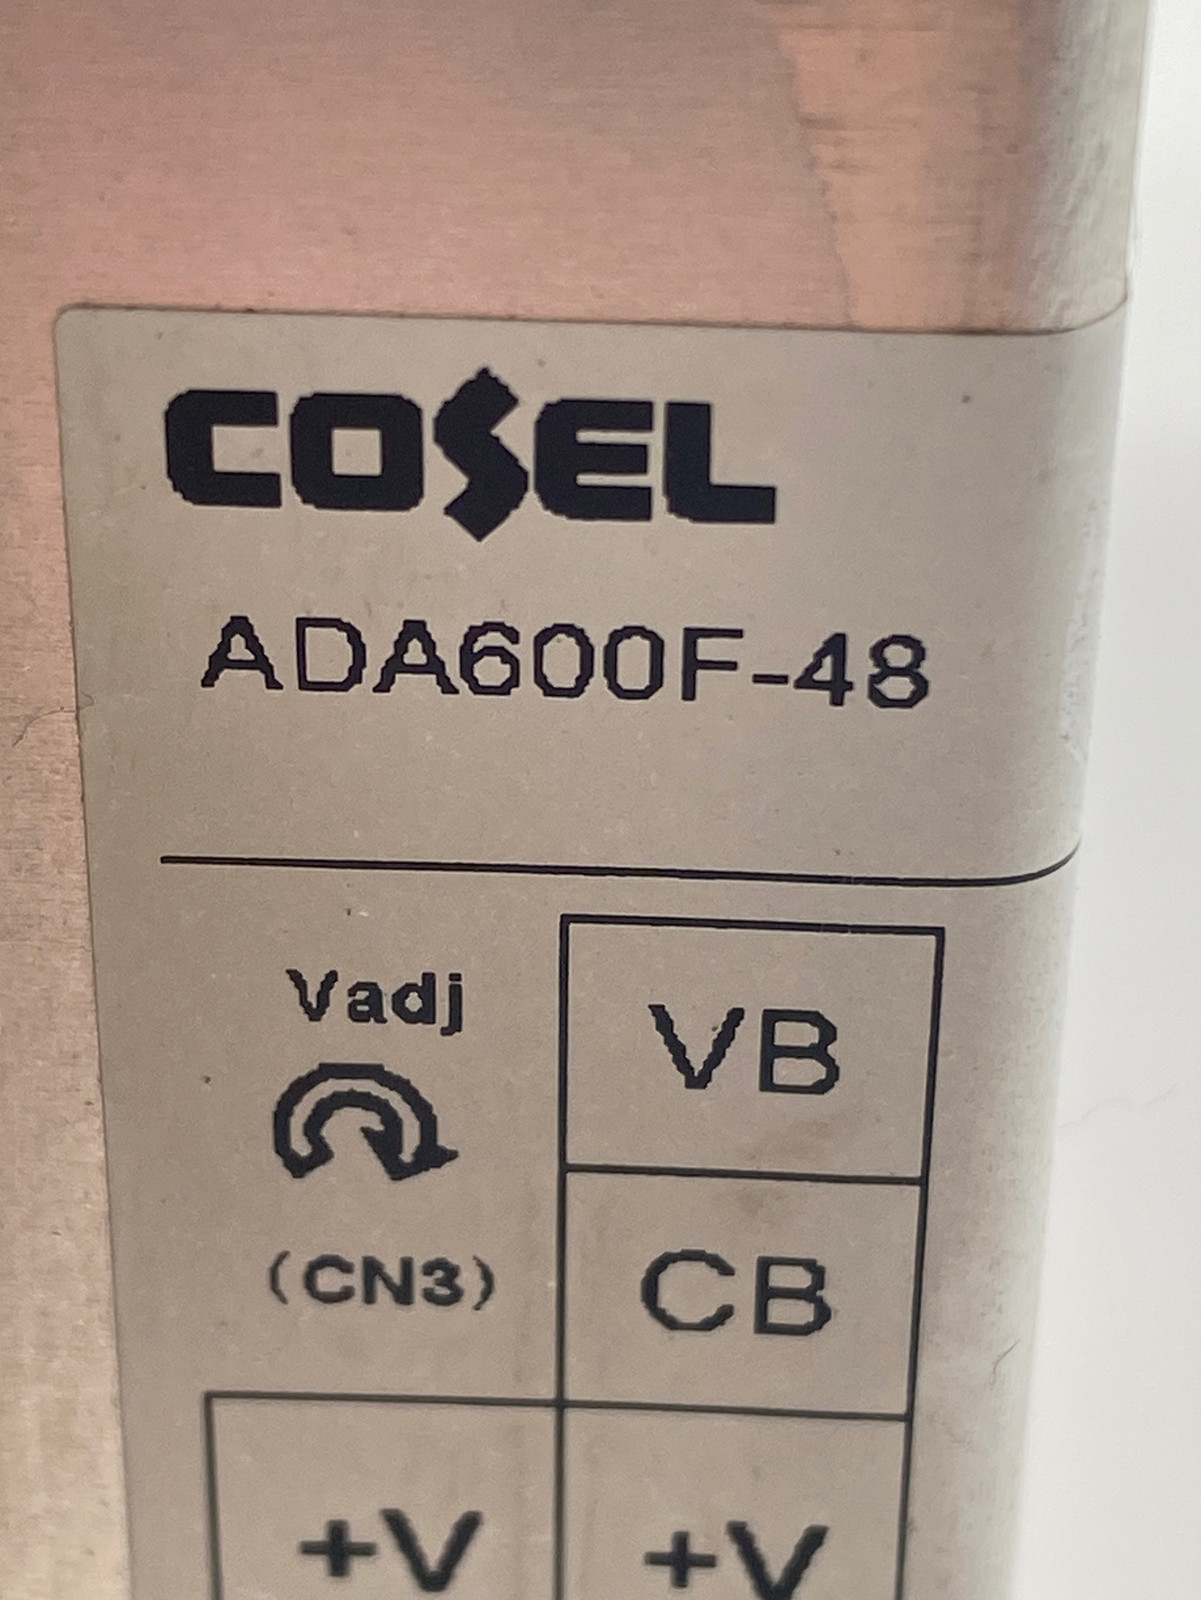 COSEL
ADA600F-48
Vadj
VB
(CN3)
CB
+V +V